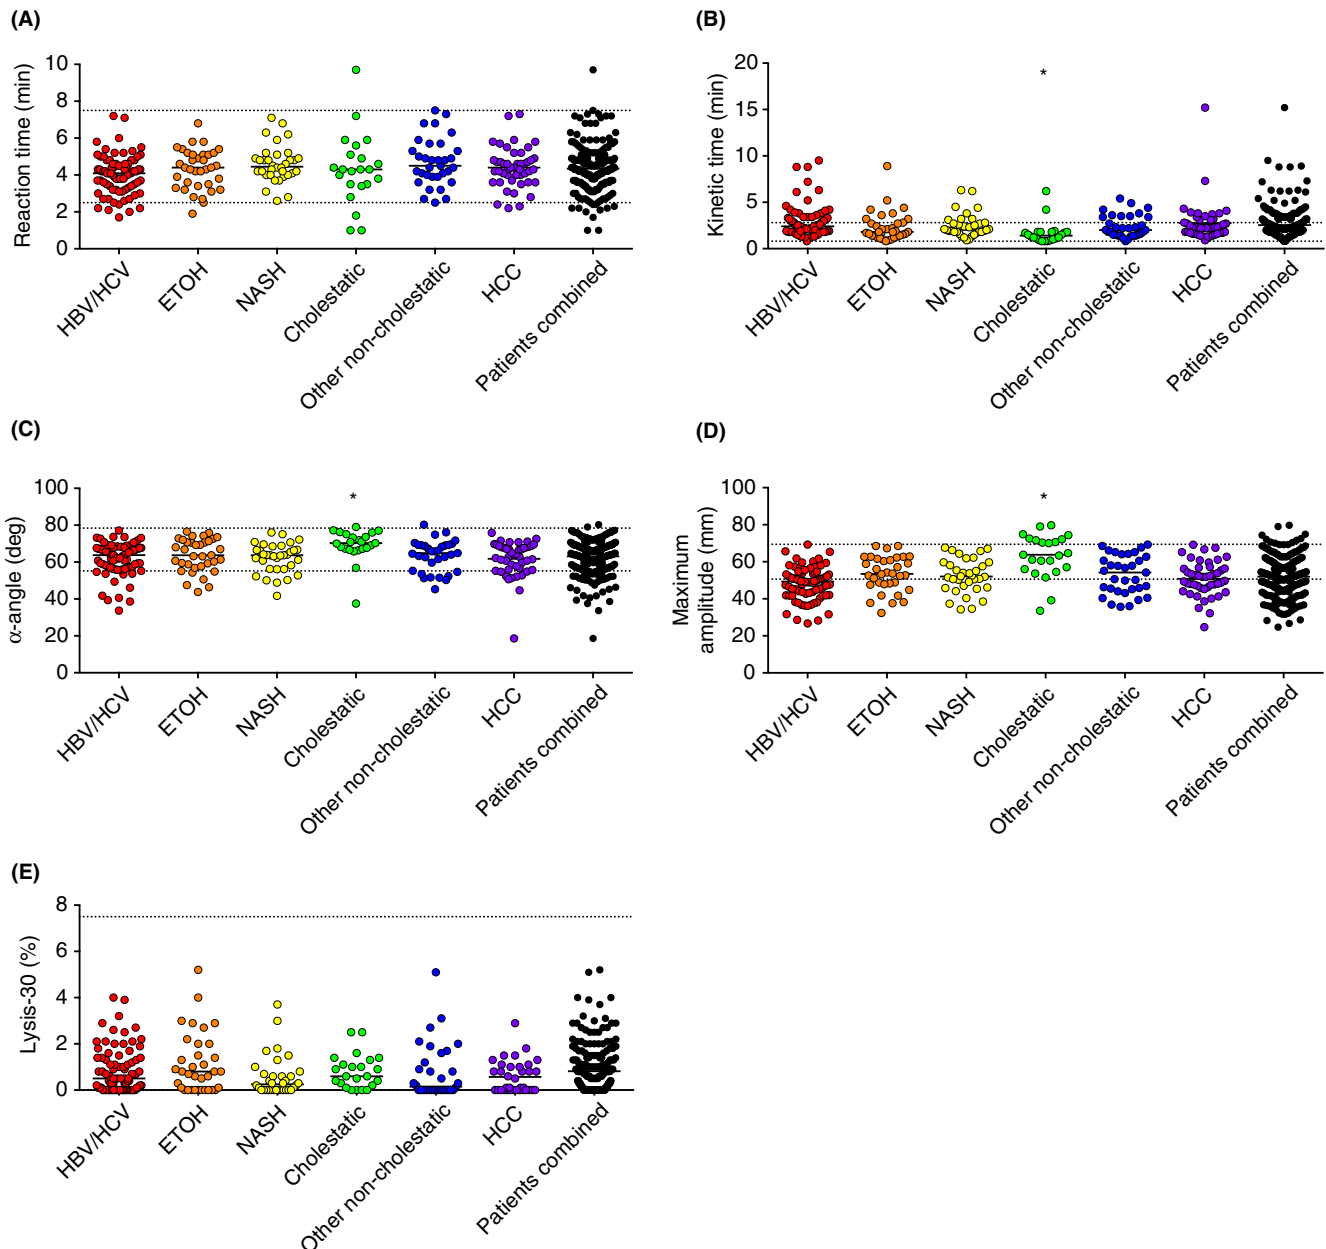 (A)
Reaction time (min)
10
8
6
4
2
0
HBV/HCV
ETOH
NASH
Cholestatic
Other non-cholestatic
HCC
Patients combined
(B)
Kinetic time (min)
20
15
10
5
0
*
HBV/HCV
ETOH
NASH
Cholestatic
Other non-cholestatic
HCC
Patients combined
(C)
α-angle (deg)
100
80
60
40
20
0
*
HBV/HCV
ETOH
NASH
Cholestatic
Other non-cholestatic
HCC
Patients combined
(D)
Maximum
amplitude (mm)
100
80
60
40
20
0
*
HBV/HCV
ETOH
NASH
Cholestatic
Other non-cholestatic
HCC
Patients combined
(E)
Lysis-30 (%)
8
6
4
2
0
HBV/HCV
ETOH
NASH
Cholestatic
Other non-cholestatic
HCC
Patients combined